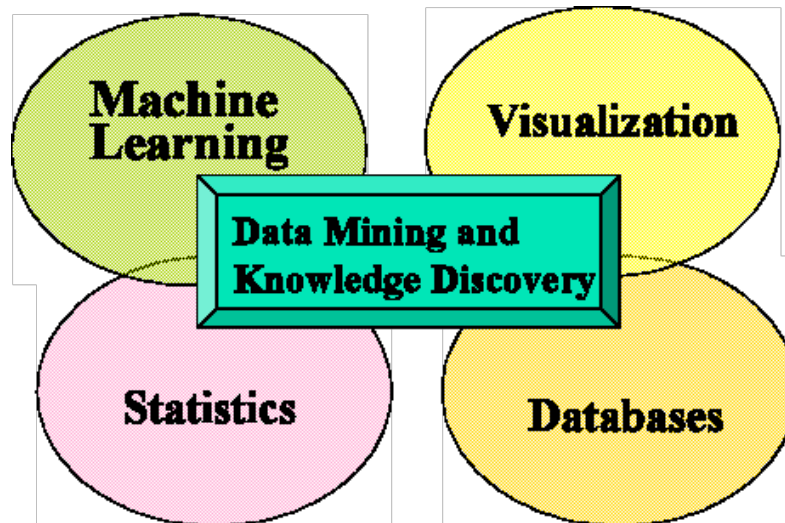 Machine
Learning
Visualization
Data Mining and
Knowledge Discovery
Statistics
Databases